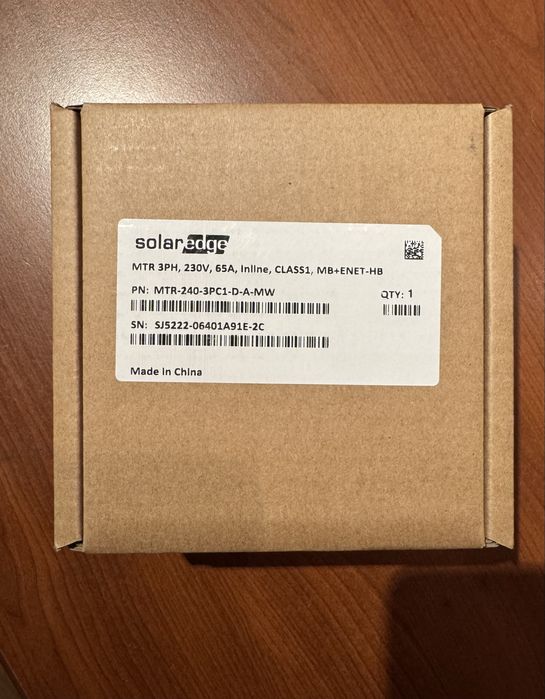 solaredge
MTR 3PH, 230V, 65A, Inline, CLASS1, MB+ENET-HB
PN: MTR-240-3PC1-D-A-MW
QTY: 1
SN: SJ5222-06401A91E-2C
Made in China